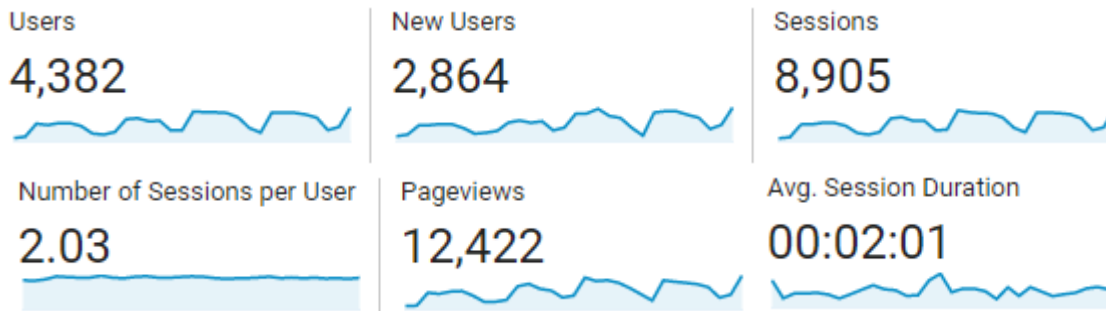 Users
4,382
New Users
2,864
Sessions
8,905
Number of Sessions per User
2.03
Pageviews
12,422
Avg. Session Duration
00:02:01